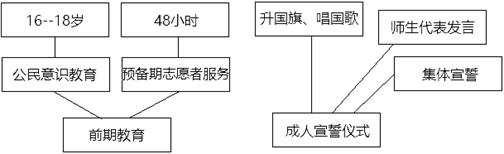 16--18岁
48小时
公民意识教育
预备期志愿者服务
前期教育
升国旗、唱国歌
师生代表发言
集体宣誓
成人宣誓仪式